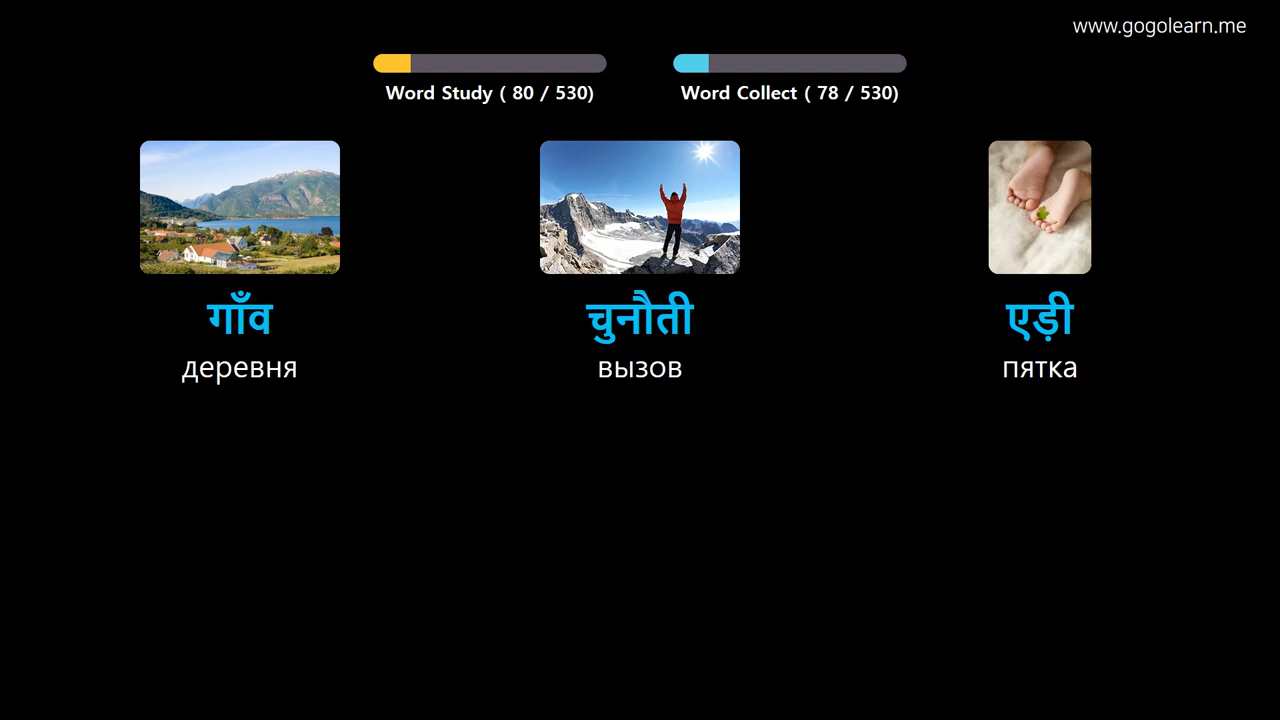 www.gogolearn.me
Word Study ( 80 / 530)
Word Collect ( 78 / 530)
गाँव
деревня
चुनौती
вызов
एड़ी
пятка